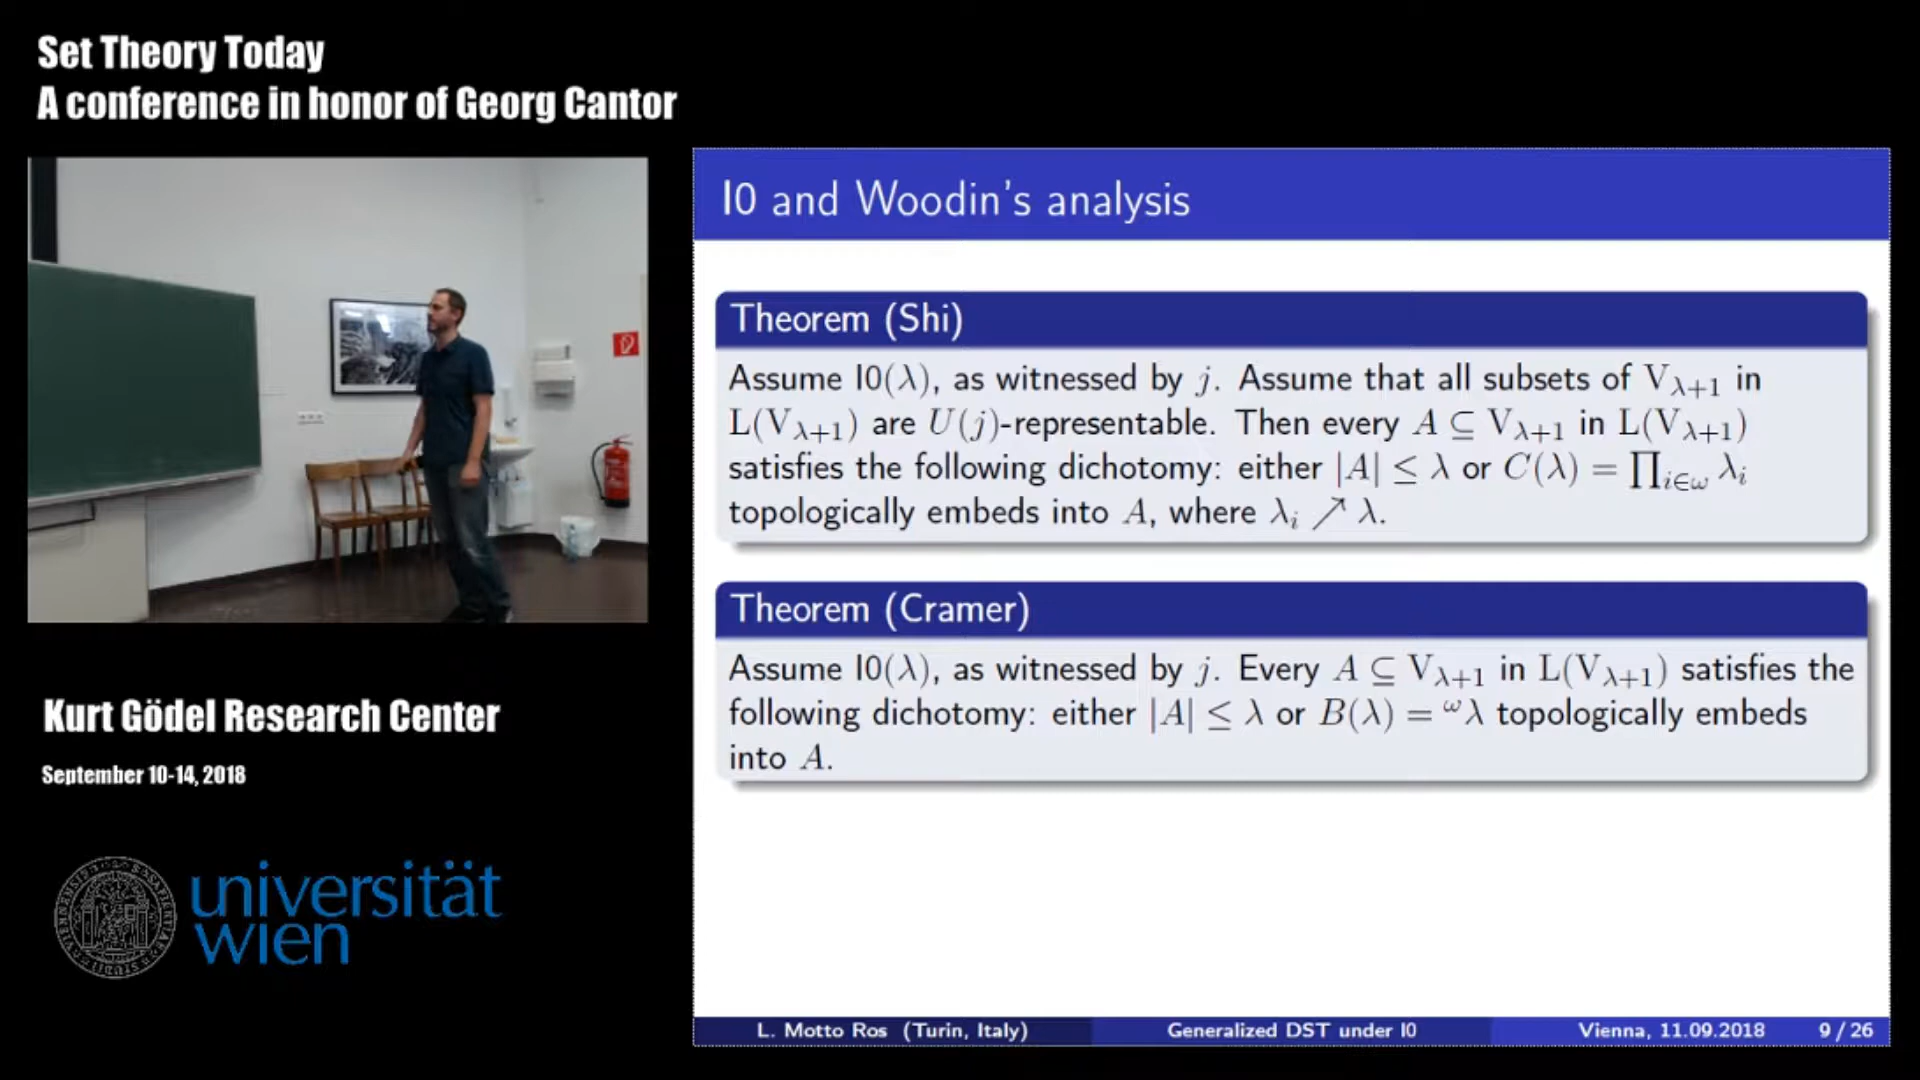 Set Theory Today
A conference in honor of Georg Cantor
I0 and Woodin's analysis
Theorem (Shi)
Assume I0(λ), as witnessed by j. Assume that all subsets of V_{λ+1} in
L(V_{λ+1}) are U(j)-representable. Then every A ⊆ V_{λ+1} in L(V_{λ+1})
satisfies the following dichotomy: either |A| ≤ λ or C(λ) = ∏_{i∈ω} λ_i
topologically embeds into A, where λ_i ↗ λ.
Theorem (Cramer)
Assume I0(λ), as witnessed by j. Every A ⊆ V_{λ+1} in L(V_{λ+1}) satisfies the
following dichotomy: either |A| ≤ λ or B(λ) = ^ωλ topologically embeds
into A.
L. Motto Ros (Turin, Italy) Generalized DST under I0 Vienna, 11.09.2018 9 / 26
Kurt Gödel Research Center
September 10-14, 2018
universität
wien